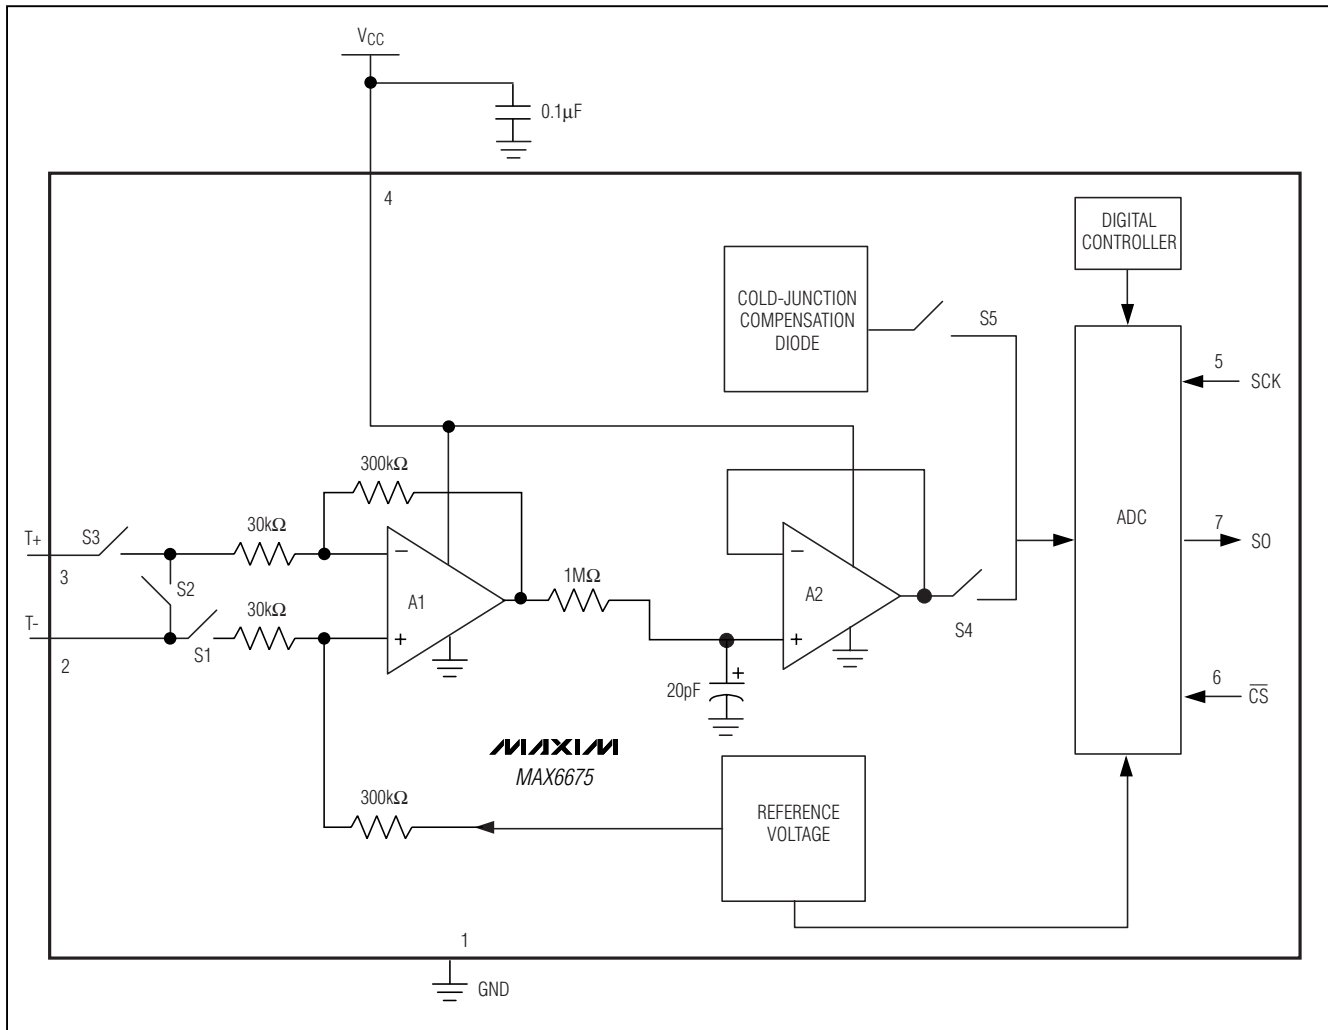 VCC
0.1µF
4
DIGITAL
CONTROLLER
COLD-JUNCTION
COMPENSATION
DIODE
S5
5
SCK
300kΩ
30kΩ
T+
S3
3
S2
A1
1MΩ
A2
ADC
7
SO
T-
2
S1
30kΩ
S4
20pF
+
6
C̅S̅
MAXIM
MAX6675
300kΩ
REFERENCE
VOLTAGE
1
GND